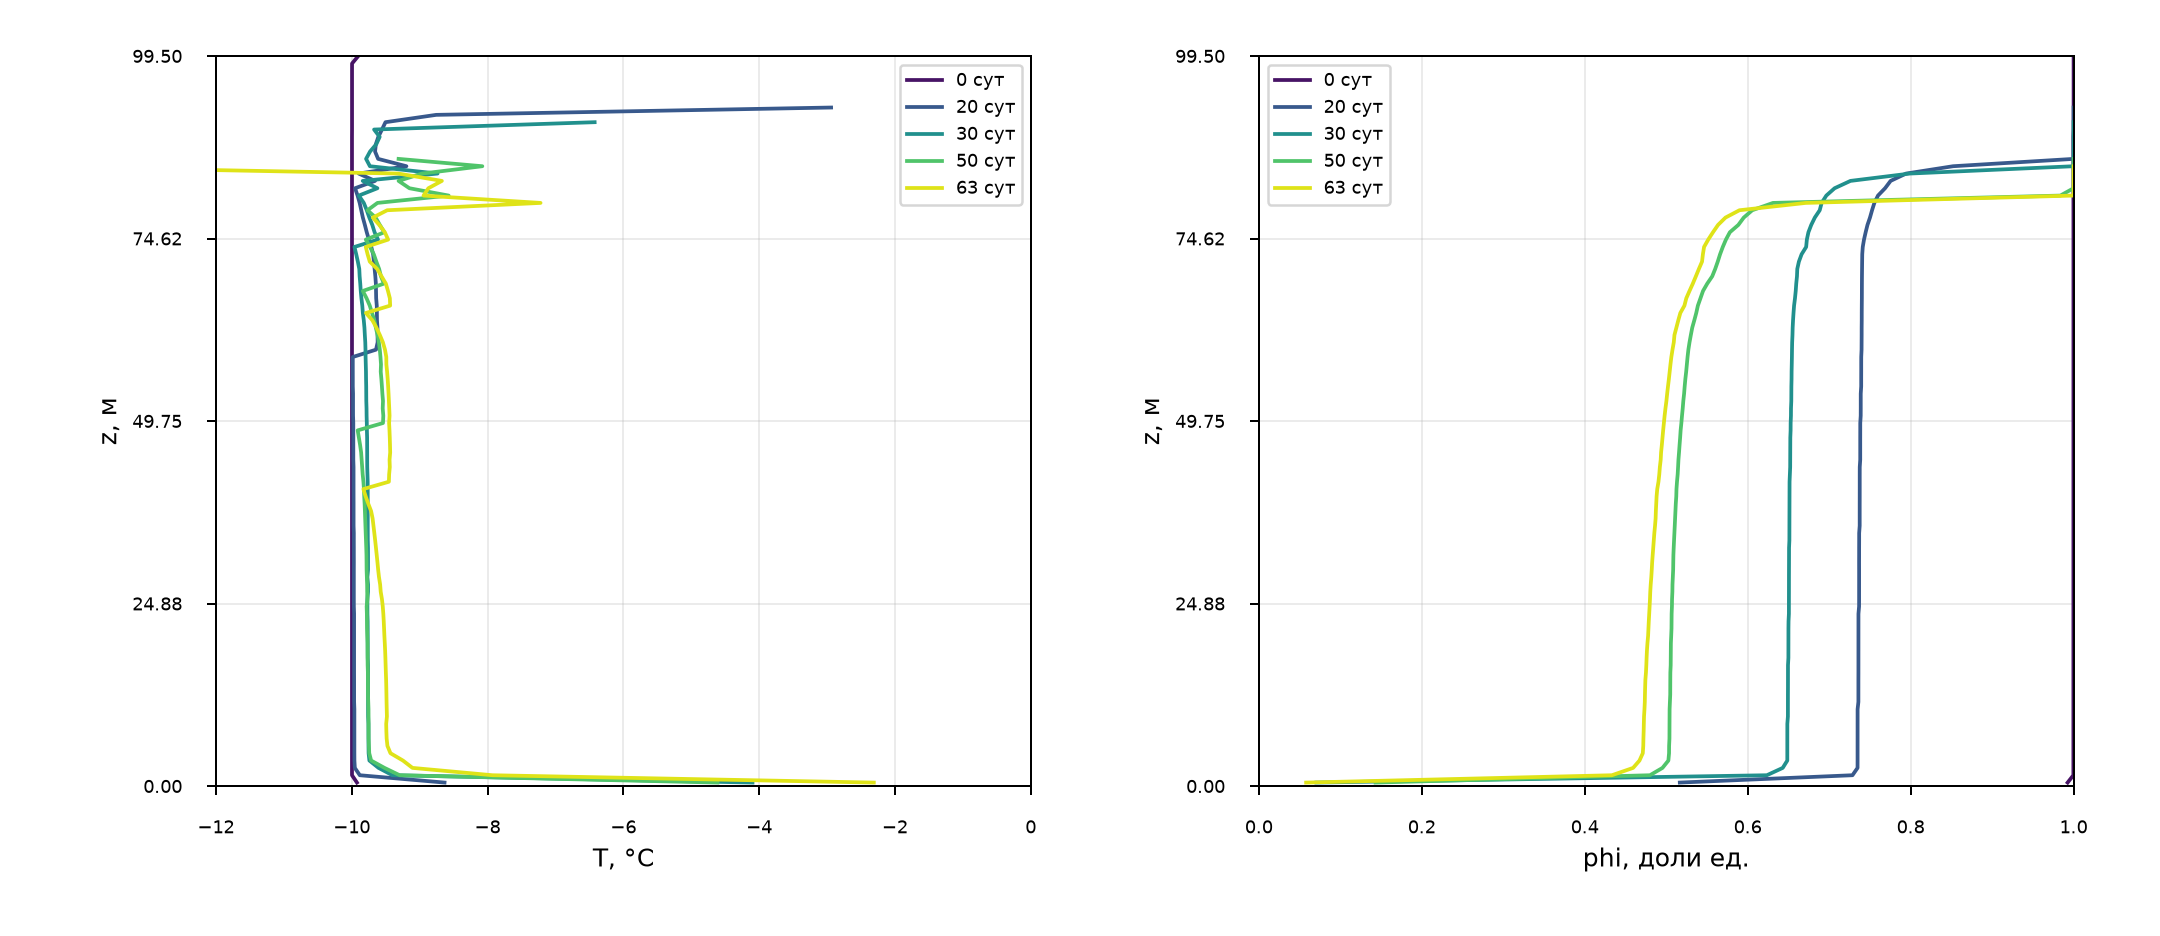 99.50
74.62
49.75
24.88
0.00
z, м
−12
−10
−8
−6
−4
−2
0
T, °C
0 сут
20 сут
30 сут
50 сут
63 сут
99.50
74.62
49.75
24.88
0.00
z, м
0.0
0.2
0.4
0.6
0.8
1.0
phi, доли ед.
0 сут
20 сут
30 сут
50 сут
63 сут